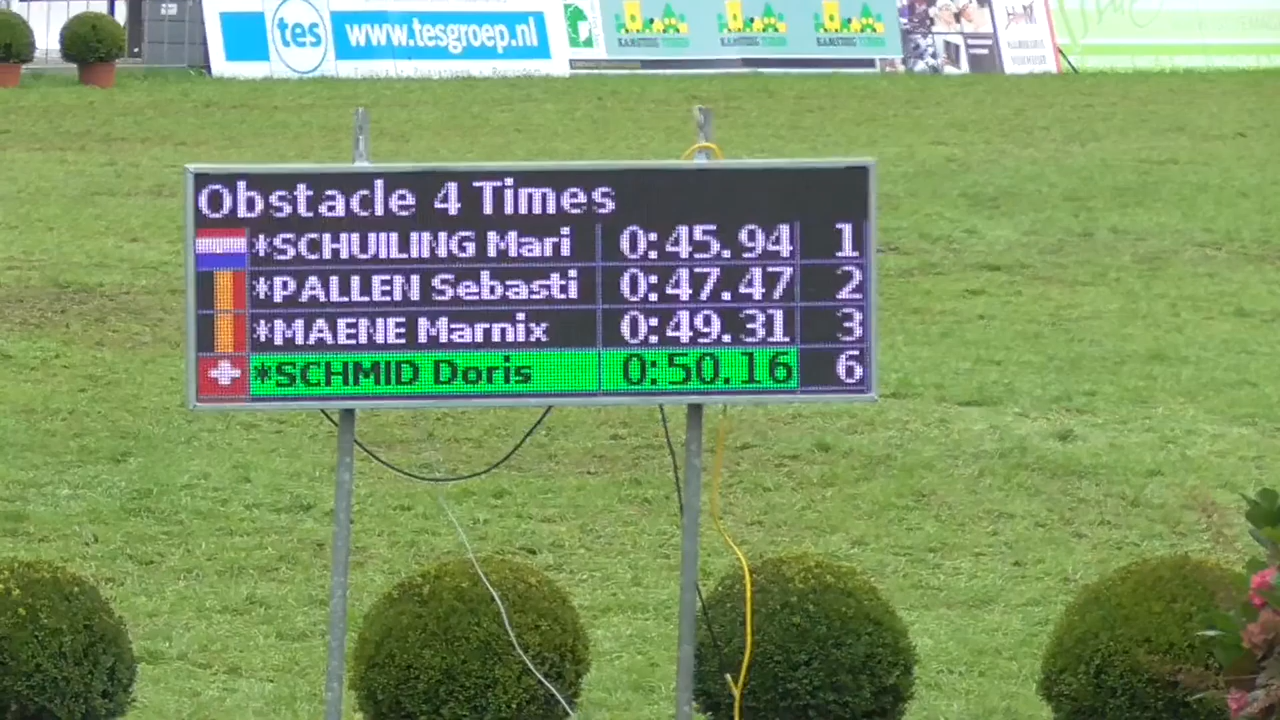 tes www.tesgroep.nl
Obstacle 4 Times
*SCHUILING Mari 0:45.94 1
*PALLEN Sebasti 0:47.47 2
*MAENE Marnix 0:49.31 3
*SCHMID Doris 0:50.16 6